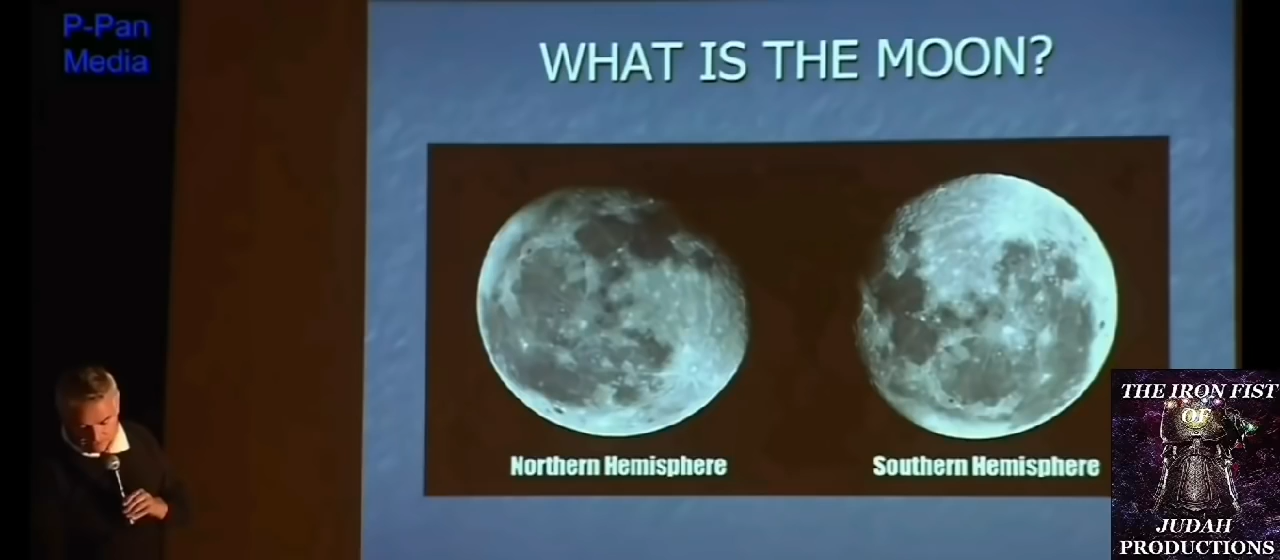 P-Pan
Media
WHAT IS THE MOON?
Northern Hemisphere
Southern Hemisphere
THE IRON FIST
OF
JUDAH
PRODUCTIONS